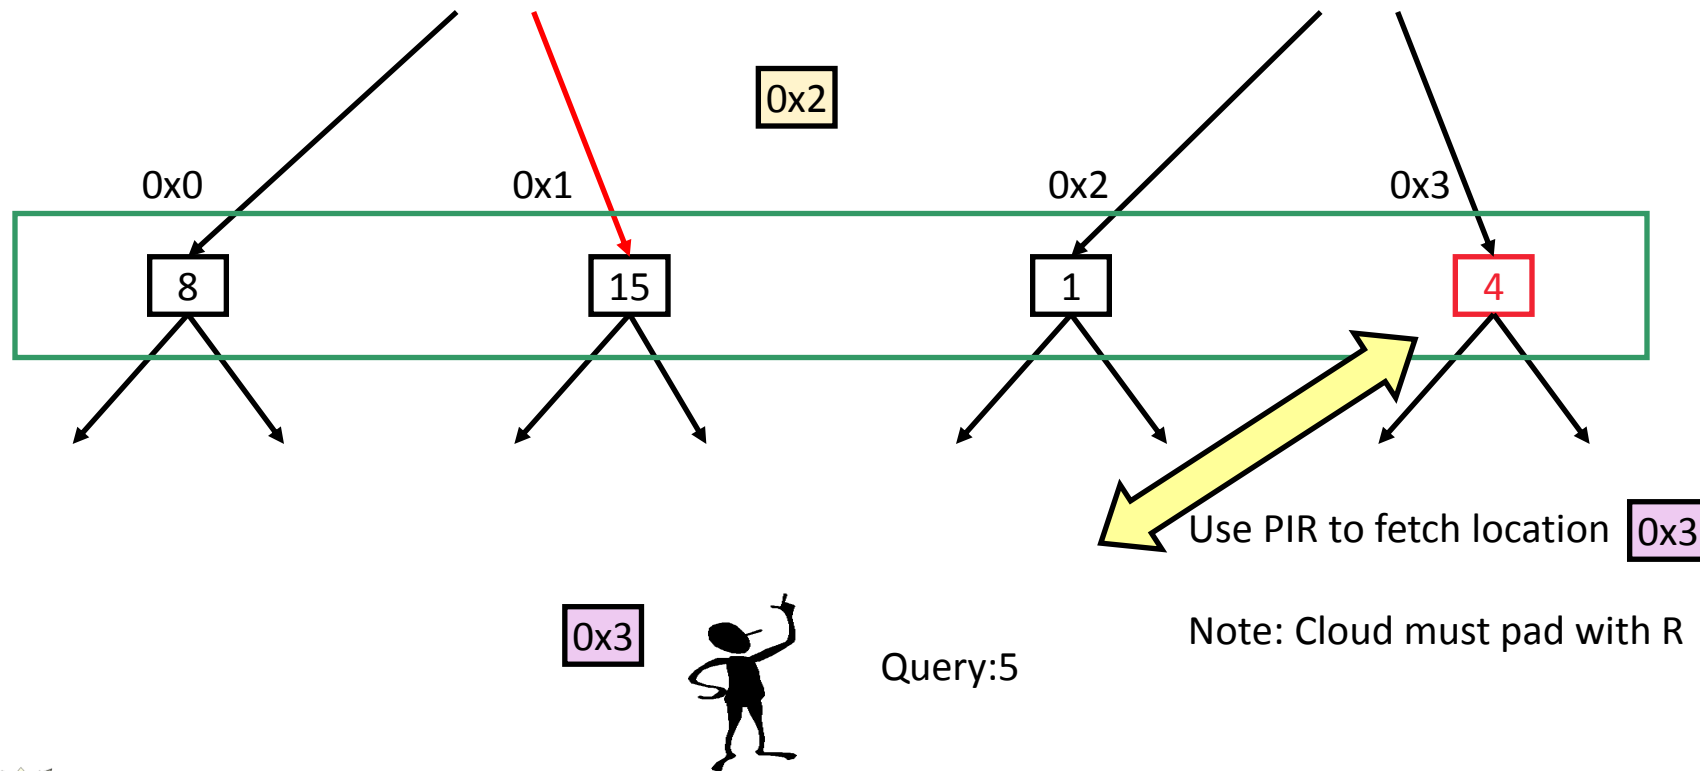 0x2
0x0
0x1
0x2
0x3
8
15
1
4
Use PIR to fetch location 0x3
0x3
Note: Cloud must pad with R
Query:5